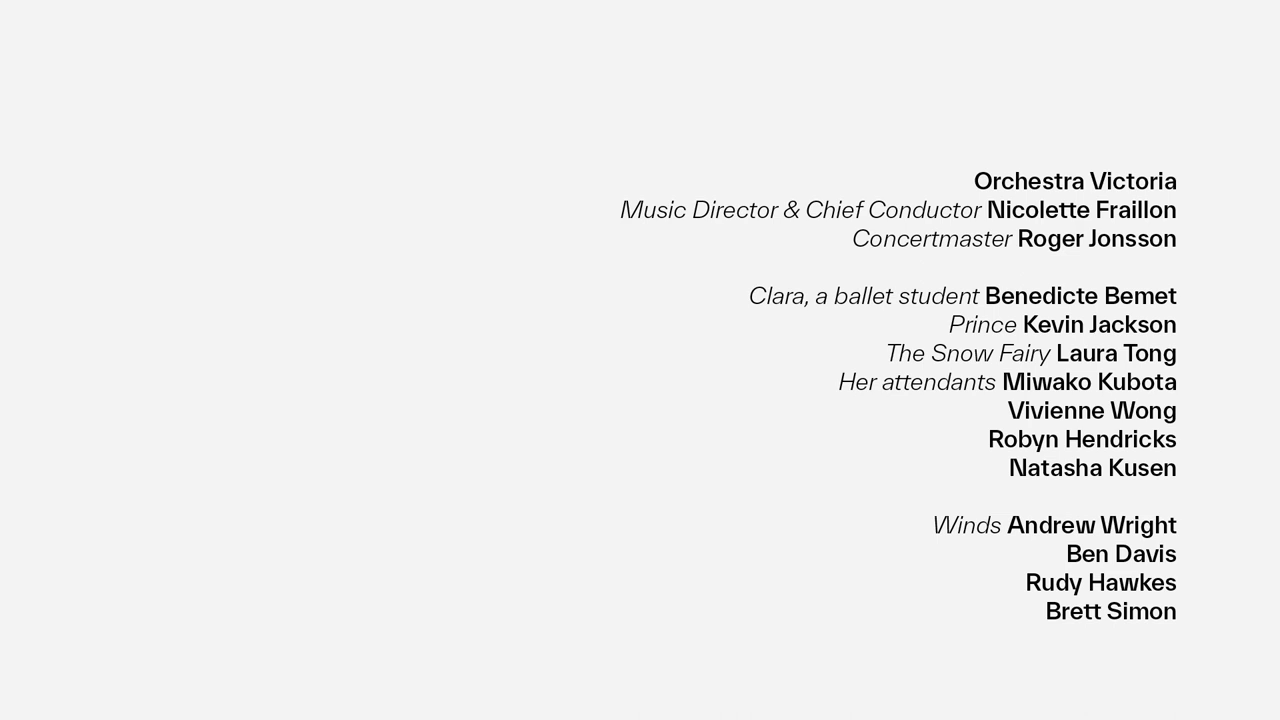 Orchestra Victoria
Music Director & Chief Conductor Nicolette Fraillon
Concertmaster Roger Jonsson
Clara, a ballet student Benedicte Bemet
Prince Kevin Jackson
The Snow Fairy Laura Tong
Her attendants Miwako Kubota
Vivienne Wong
Robyn Hendricks
Natasha Kusen
Winds Andrew Wright
Ben Davis
Rudy Hawkes
Brett Simon